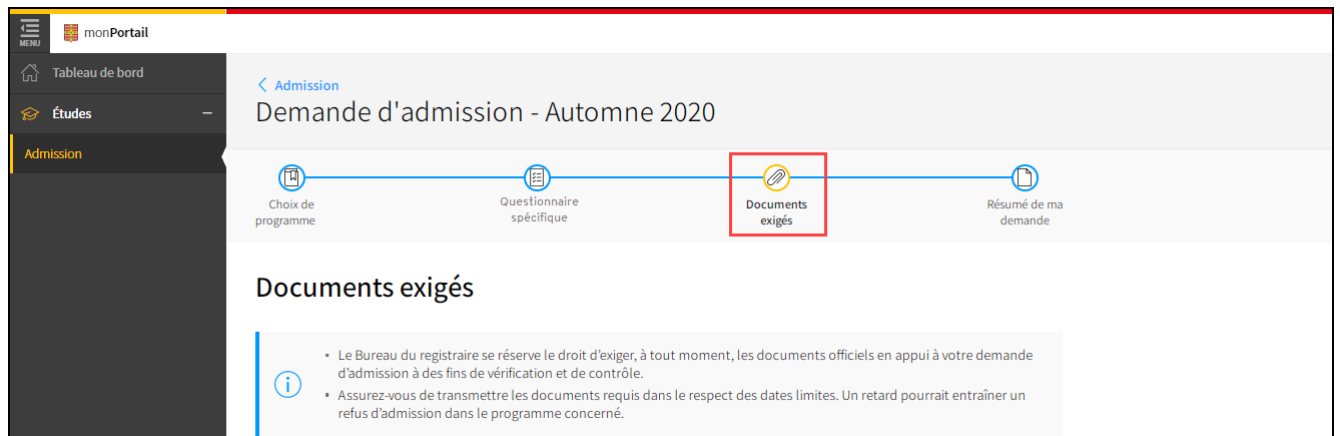 MENU
monPortail
Tableau de bord
Études
Admission
Admission
Demande d'admission - Automne 2020
Choix de
programme
Questionnaire
spécifique
Documents
exigés
Résumé de ma
demande
Documents exigés
▪ Le Bureau du registraire se réserve le droit d'exiger, à tout moment, les documents officiels en appui à votre demande
d'admission à des fins de vérification et de contrôle.
▪ Assurez-vous de transmettre les documents requis dans le respect des dates limites. Un retard pourrait entraîner un
refus d'admission dans le programme concerné.